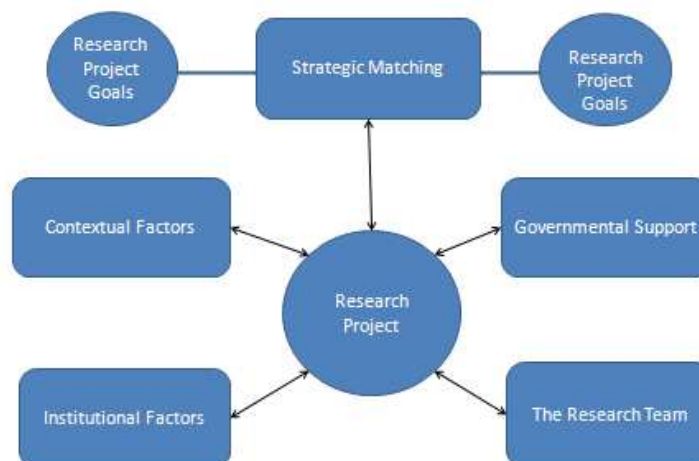 Research
Project
Goals
Strategic Matching
Research
Project
Goals
Contextual Factors
Governmental Support
Research
Project
Institutional Factors
The Research Team